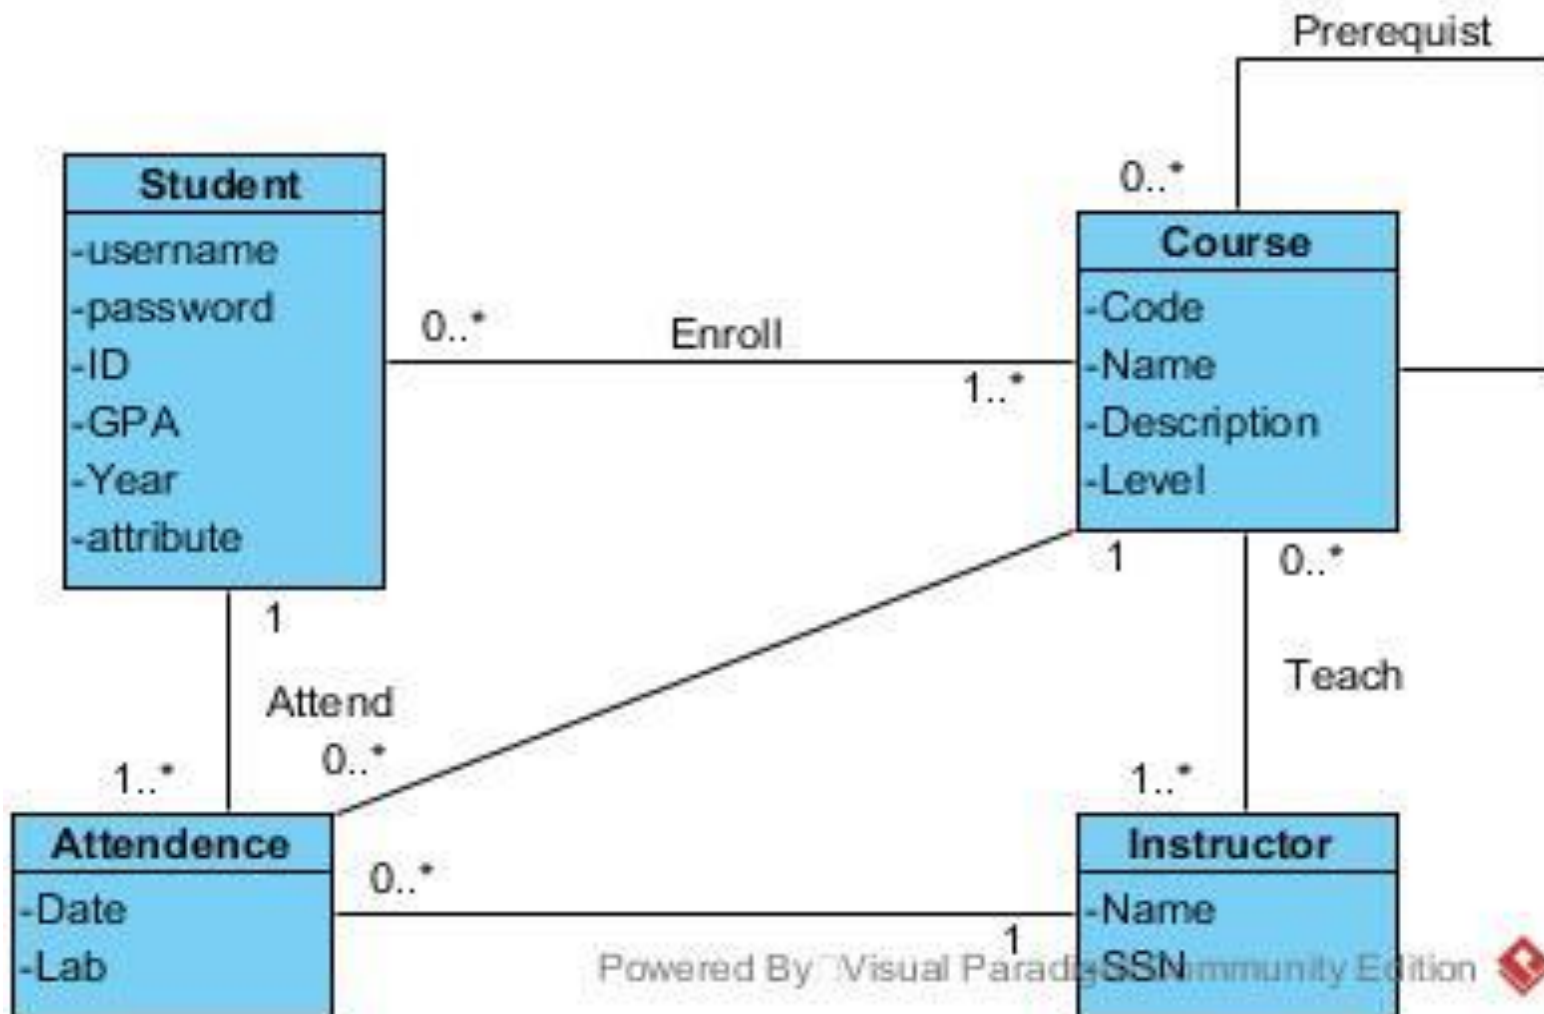 Prerequist
0..*
Student
-username
-password
-ID
-GPA
-Year
-attribute
0..*
Enroll
1..*
Course
-Code
-Name
-Description
-Level
1
0..*
1
Attend
Teach
1..*
0..*
1..*
Attendence
-Date
-Lab
0..*
1
Instructor
-Name
-SSN
Powered By Visual Paradigm Community Edition